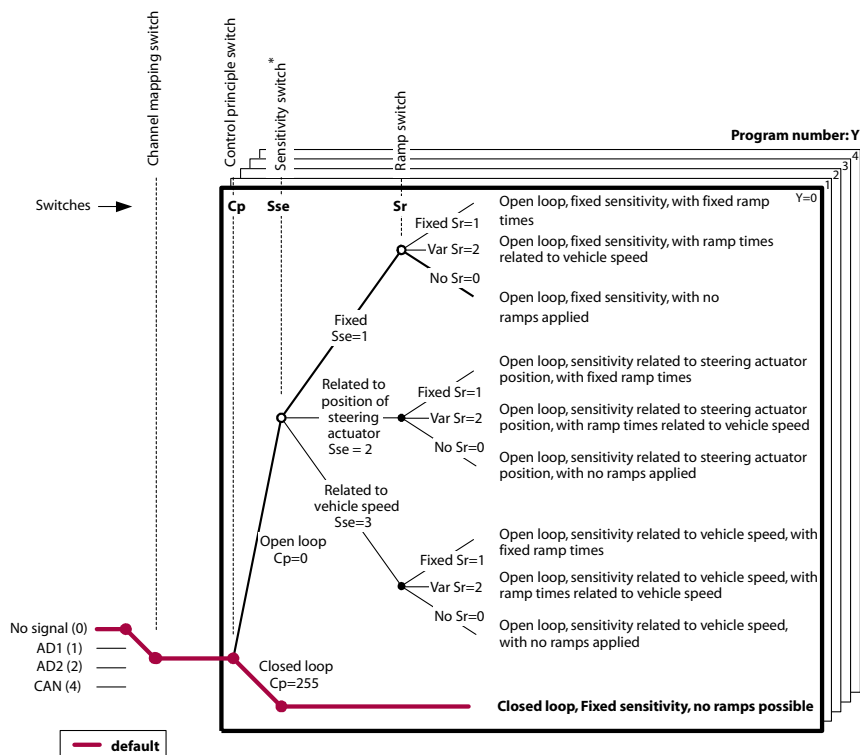 Channel mapping switch
Control principle switch
Sensitivity switch*
Ramp switch
Program number: Y
4
3
2
1
Y=0
Switches
Cp
Sse
Sr
Fixed Sr=1
Open loop, fixed sensitivity, with fixed ramp
times
Var Sr=2
Open loop, fixed sensitivity, with ramp times
related to vehicle speed
No Sr=0
Open loop, fixed sensitivity, with no
ramps applied
Fixed
Sse=1
Related to
position of
steering
actuator
Sse = 2
Fixed Sr=1
Open loop, sensitivity related to steering actuator
position, with fixed ramp times
Var Sr=2
Open loop, sensitivity related to steering actuator
position, with ramp times related to vehicle speed
No Sr=0
Open loop, sensitivity related to steering actuator
position, with no ramps applied
Related to
vehicle speed
Sse=3
Open loop
Cp=0
Fixed Sr=1
Open loop, sensitivity related to vehicle speed, with
fixed ramp times
Var Sr=2
Open loop, sensitivity related to vehicle speed, with
ramp times related to vehicle speed
No Sr=0
Open loop, sensitivity related to vehicle speed,
with no ramps applied
No signal (0)
AD1 (1)
AD2 (2)
CAN (4)
Closed loop
Cp=255
Closed loop, Fixed sensitivity, no ramps possible
default